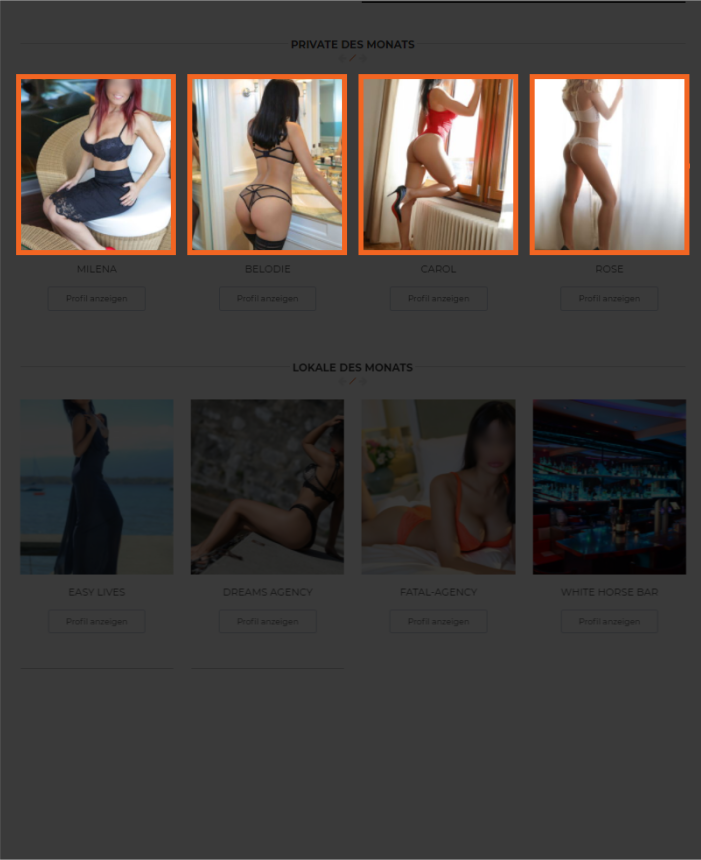 PRIVATE DES MONATS
MILENA
BELODIE
CAROL
ROSE
Profil anzeigen
Profil anzeigen
Profil anzeigen
Profil anzeigen
LOKALE DES MONATS
EASY LIVES
DREAMS AGENCY
FATAL-AGENCY
WHITE HORSE BAR
Profil anzeigen
Profil anzeigen
Profil anzeigen
Profil anzeigen